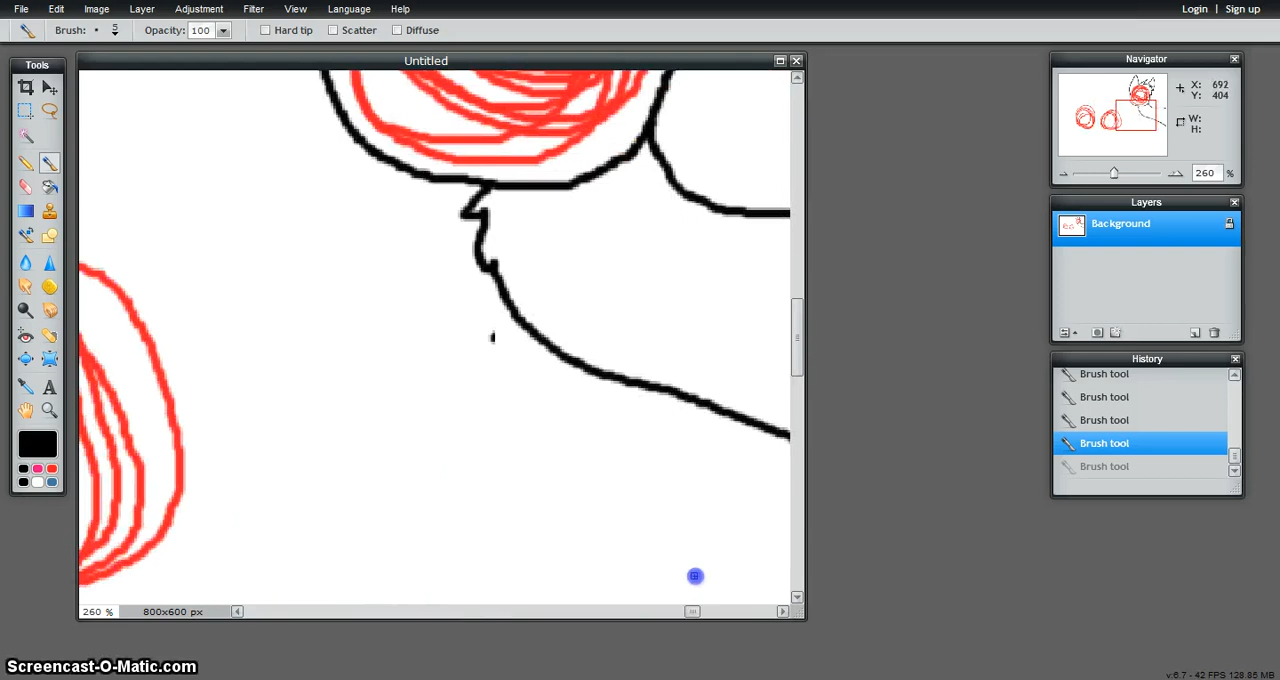 File Edit Image Layer Adjustment Filter View Language Help Login | Sign up
Brush: 5 Opacity: 100 Hard tip Scatter Diffuse
Tools
Untitled
260 % 800x600 px
Navigator
X: 692
Y: 404
W:
H:
260 %
Layers
Background
History
Brush tool
Brush tool
Brush tool
Brush tool
Brush tool
Screencast-O-Matic.com
v:6.7 - 42 FPS 128.85 MB